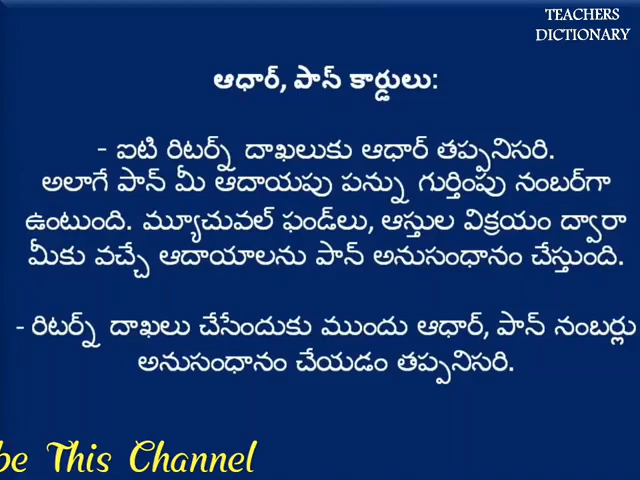 TEACHERS
DICTIONARY
ఆధార్, పాన్ కార్డులు:
- ఐటి రిటర్న్ దాఖలుకు ఆధార్ తప్పనిసరి.
అలాగే పాన్ మీ ఆదాయపు పన్ను గుర్తింపు నంబర్‌గా
ఉంటుంది. మ్యూచువల్ ఫండ్‌లు, ఆస్తుల విక్రయం ద్వారా
మీకు వచ్చే ఆదాయాలను పాన్ అనుసంధానం చేస్తుంది.
- రిటర్న్ దాఖలు చేసేందుకు ముందు ఆధార్, పాన్ నంబర్లు
అనుసంధానం చేయడం తప్పనిసరి.
be This Channel